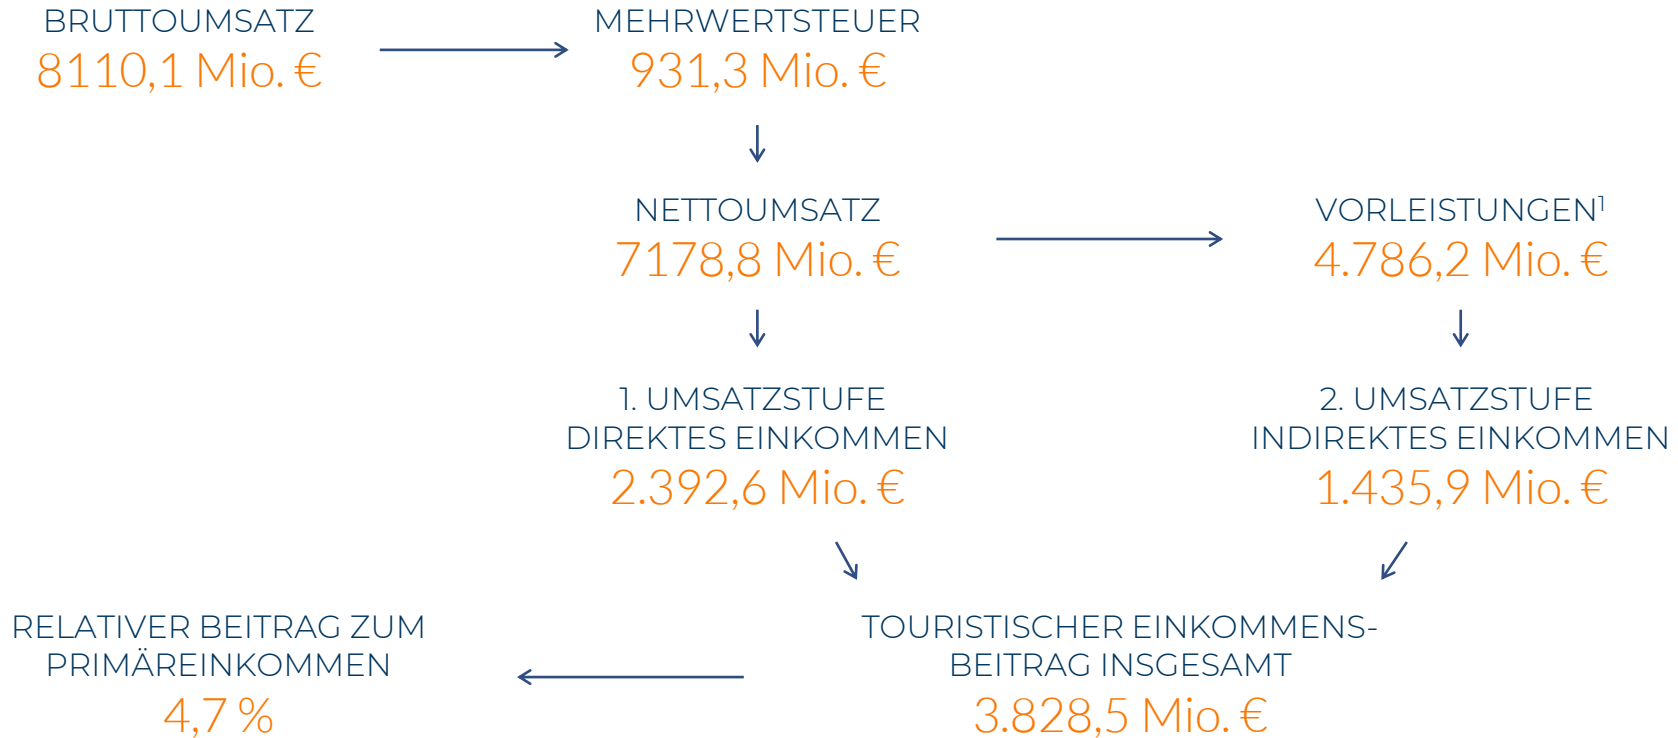 BRUTTOUMSATZ
8110,1 Mio. €
MEHRWERTSTEUER
931,3 Mio. €
NETTOUMSATZ
7178,8 Mio. €
VORLEISTUNGEN¹
4.786,2 Mio. €
1. UMSATZSTUFE
DIREKTES EINKOMMEN
2.392,6 Mio. €
2. UMSATZSTUFE
INDIREKTES EINKOMMEN
1.435,9 Mio. €
TOURISTISCHER EINKOMMENS-
BEITRAG INSGESAMT
3.828,5 Mio. €
RELATIVER BEITRAG ZUM
PRIMÄREINKOMMEN
4,7 %